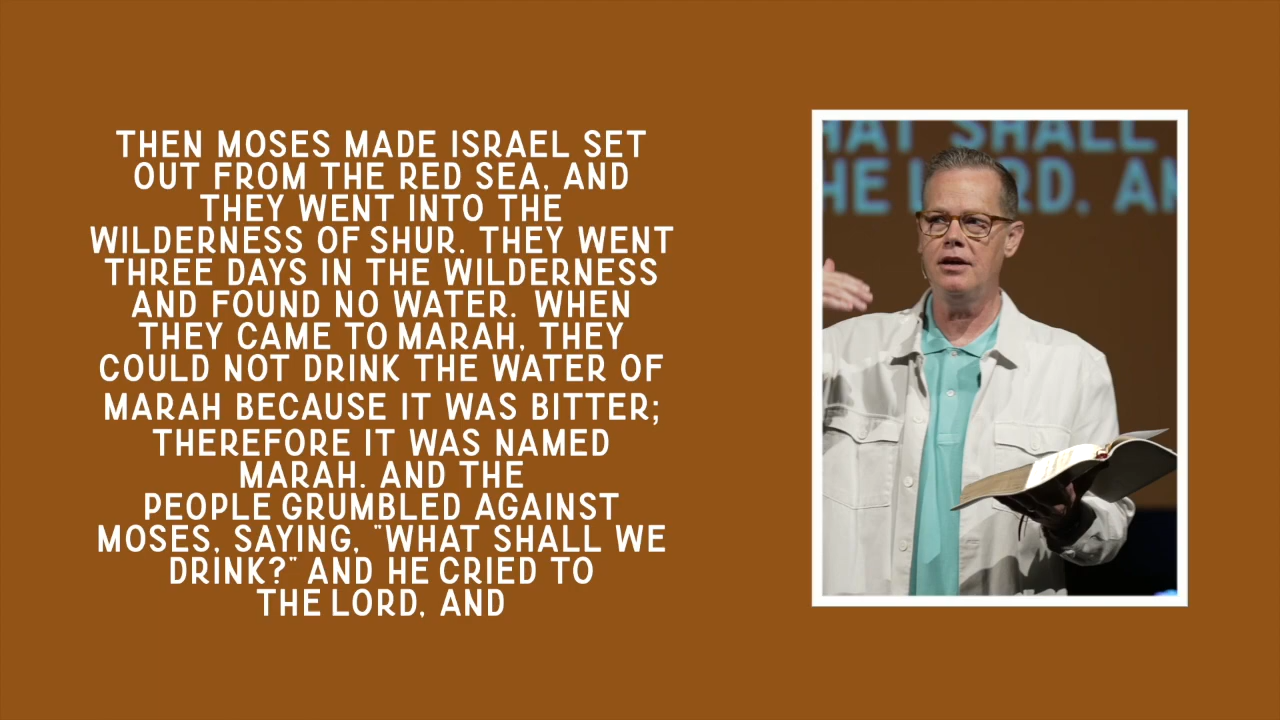 THEN MOSES MADE ISRAEL SET
OUT FROM THE RED SEA, AND
THEY WENT INTO THE
WILDERNESS OF SHUR. THEY WENT
THREE DAYS IN THE WILDERNESS
AND FOUND NO WATER. WHEN
THEY CAME TO MARAH, THEY
COULD NOT DRINK THE WATER OF
MARAH BECAUSE IT WAS BITTER;
THEREFORE IT WAS NAMED
MARAH. AND THE
PEOPLE GRUMBLED AGAINST
MOSES, SAYING, "WHAT SHALL WE
DRINK?" AND HE CRIED TO
THE LORD, AND
HAT SHALL
HE LORD, AN